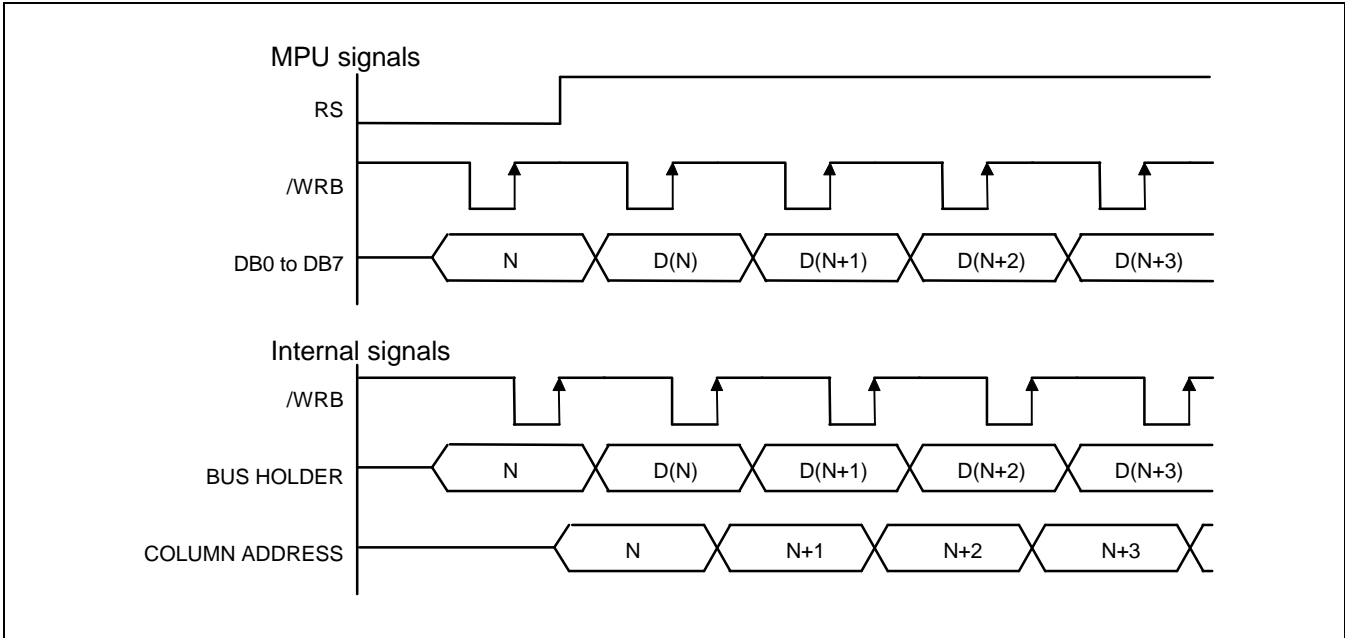 MPU signals
RS
/WRB
DB0 to DB7
N
D(N)
D(N+1)
D(N+2)
D(N+3)
Internal signals
/WRB
BUS HOLDER
N
D(N)
D(N+1)
D(N+2)
D(N+3)
COLUMN ADDRESS
N
N+1
N+2
N+3